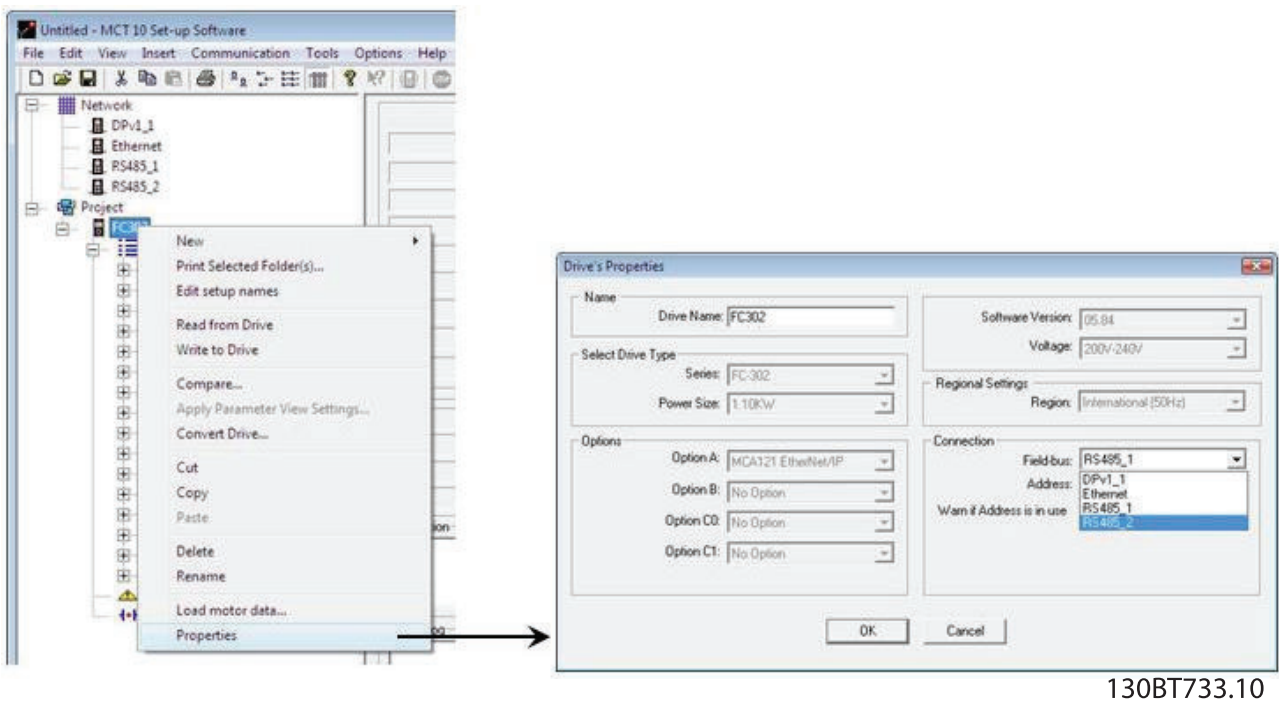 Untitled - MCT 10 Set-up Software
File Edit View Insert Communication Tools Options Help
Network
DPv1_1
Ethernet
RS485_1
RS485_2
Project
FC302
New
Print Selected Folder(s)...
Edit setup names
Read from Drive
Write to Drive
Compare...
Apply Parameter View Settings...
Convert Drive...
Cut
Copy
Paste
Delete
Rename
Load motor data...
Properties
ion
Drive's Properties
Name
Drive Name: FC302
Select Drive Type
Series: FC-302
Power Size: 1.10KW
Options
Option A: MCA121 EtherNet/IP
Option B: No Option
Option C0: No Option
Option C1: No Option
Software Version: 05.84
Voltage: 200V-240V
Regional Settings
Region: International (50Hz)
Connection
Field-bus: RS485_1
Address:
Warn if Address is in use
DPv1_1
Ethernet
RS485_1
RS485_2
OK Cancel
130BT733.10